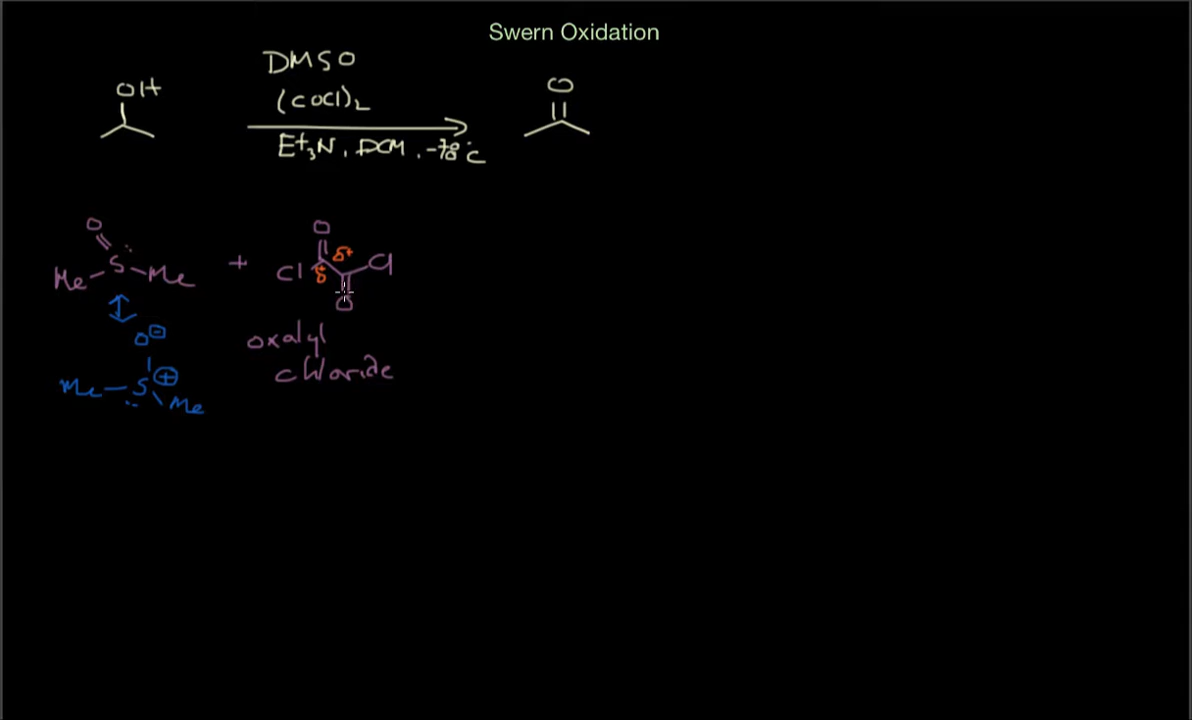 Swern Oxidation
DMSO
OH
(COCl)₂
O
Et₃N, DCM, -78°C
O
S
Me
Me
+
O
Cl
δ+
δ
Cl
O
oxalyl
chloride
O⊖
Me-S⊕
Me